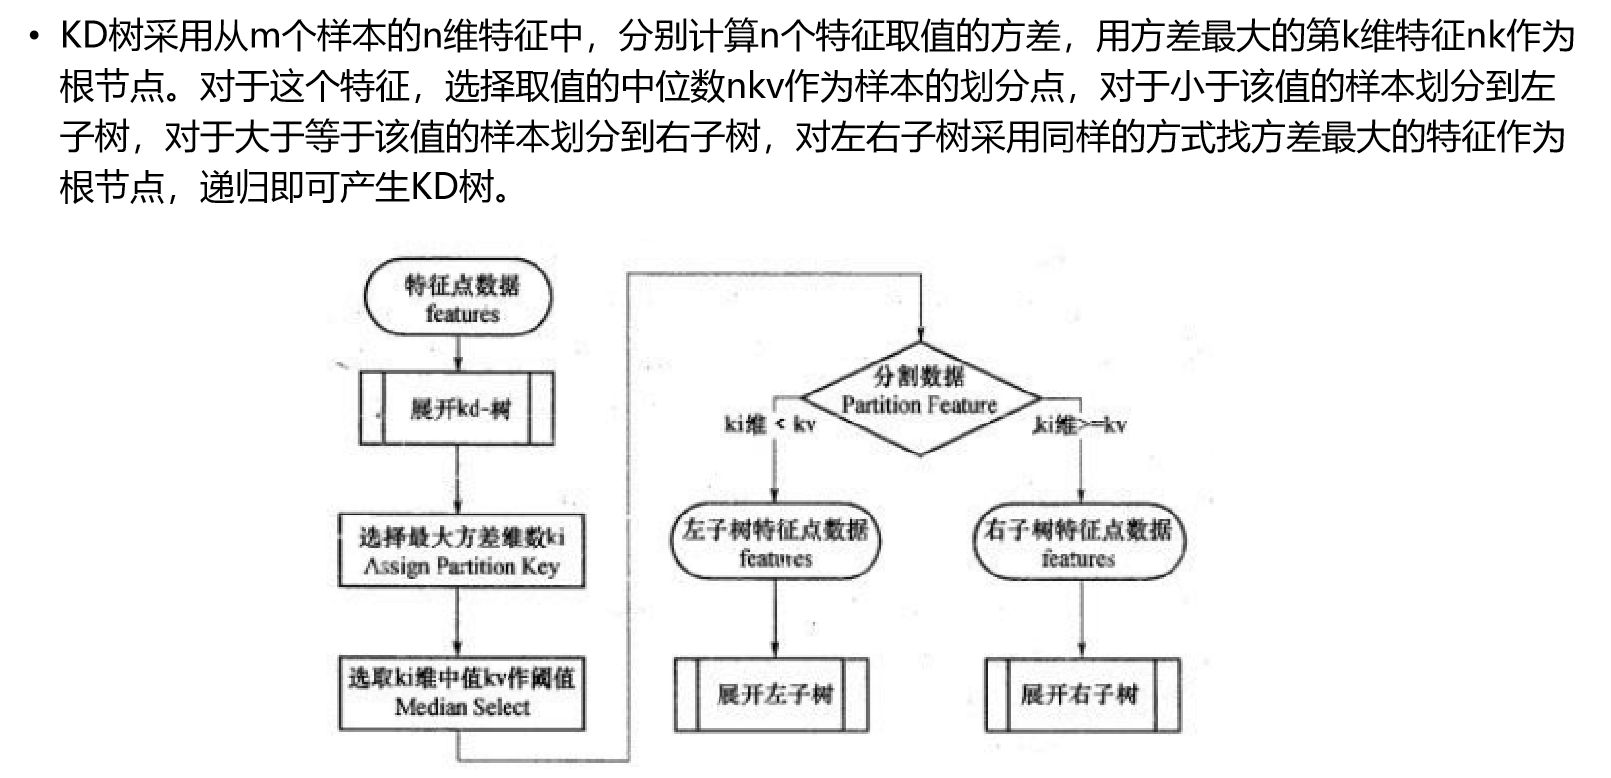 • KD树采用从m个样本的n维特征中，分别计算n个特征取值的方差，用方差最大的第k维特征nk作为
根节点。对于这个特征，选择取值的中位数nkv作为样本的划分点，对于小于该值的样本划分到左
子树，对于大于等于该值的样本划分到右子树，对左右子树采用同样的方式找方差最大的特征作为
根节点，递归即可产生KD树。
特征点数据
features
展开kd-树
选择最大方差维数ki
Assign Partition Key
选取ki维中值kv作阈值
Median Select
分割数据
Partition Feature
ki维 < kv
ki维>=kv
左子树特征点数据
features
右子树特征点数据
features
展开左子树
展开右子树